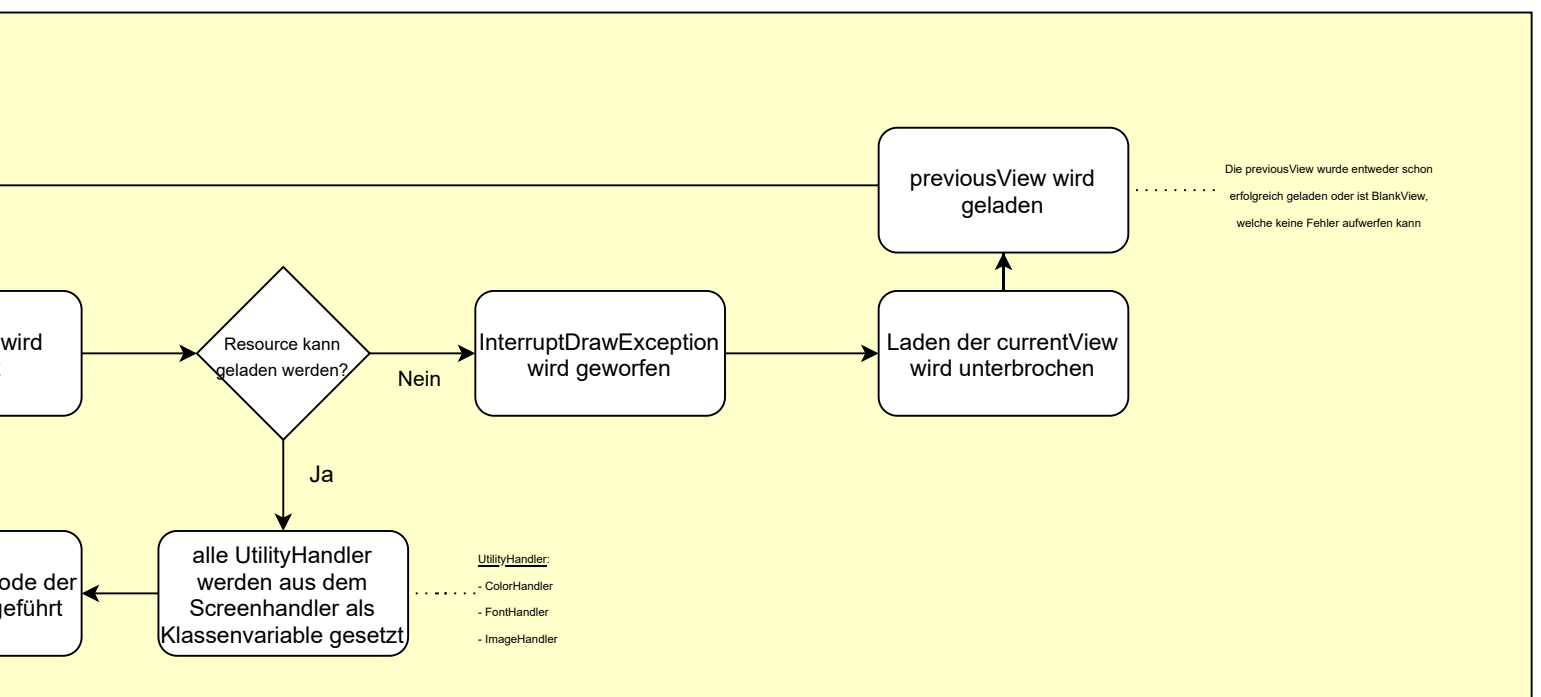 previousView wird
geladen
Die previousView wurde entweder schon
erfolgreich geladen oder ist BlankView,
welche keine Fehler aufwerfen kann
wird
Resource kann
geladen werden?
Nein
InterruptDrawException
wird geworfen
Laden der currentView
wird unterbrochen
Ja
ode der
geführt
alle UtilityHandler
werden aus dem
Screenhandler als
Klassenvariable gesetzt
UtilityHandler:
- ColorHandler
- FontHandler
- ImageHandler